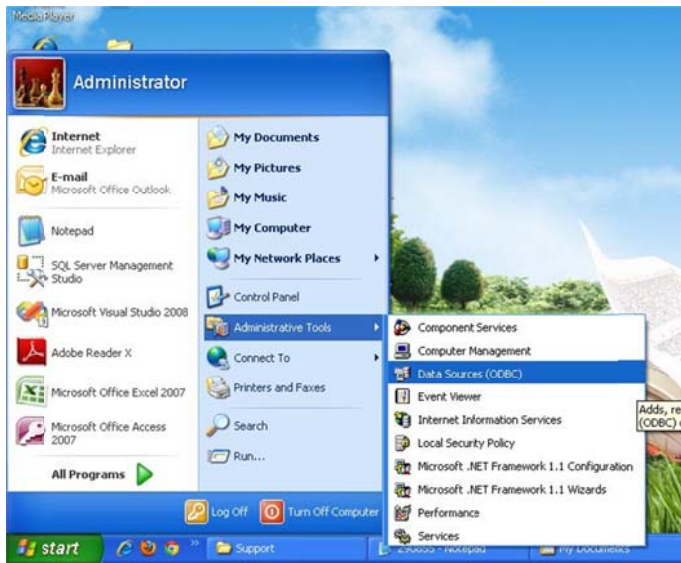 MediaPlayer
Administrator
Internet
Internet Explorer
E-mail
Microsoft Office Outlook
Notepad
SQL Server Management
Studio
Microsoft Visual Studio 2008
Adobe Reader X
Microsoft Office Excel 2007
Microsoft Office Access
2007
All Programs
My Documents
My Pictures
My Music
My Computer
My Network Places
Control Panel
Administrative Tools
Connect To
Printers and Faxes
Search
Run...
Component Services
Computer Management
Data Sources (ODBC)
Event Viewer
Internet Information Services
Local Security Policy
Microsoft .NET Framework 1.1 Configuration
Microsoft .NET Framework 1.1 Wizards
Performance
Services
Adds, re
(ODBC)
Log Off
Turn Off Computer
start
Support
- Notepad
My Documents